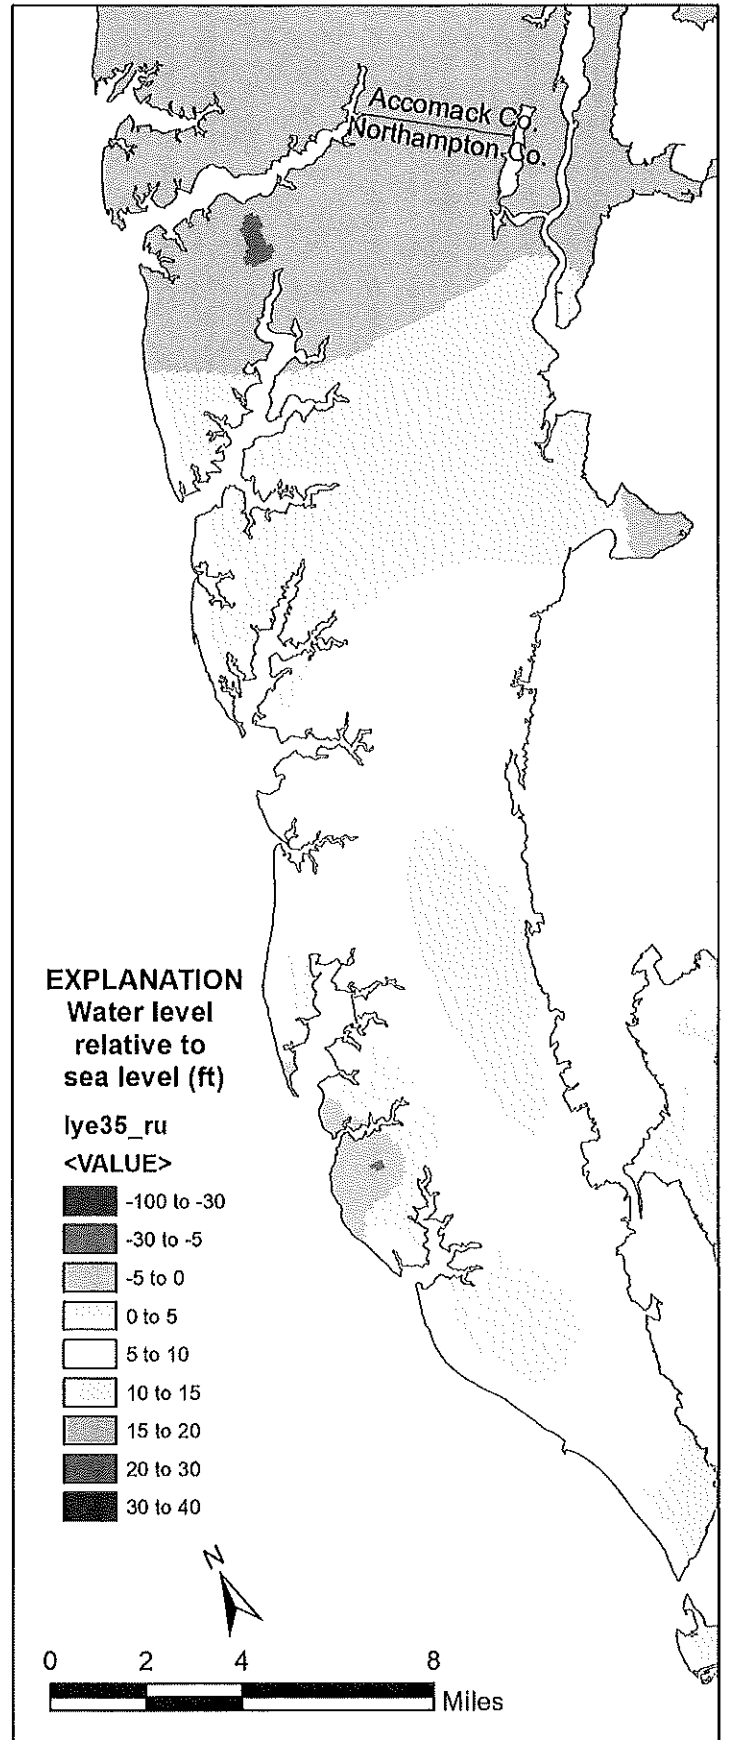 Accomack Co.
Northampton Co.
EXPLANATION
Water level
relative to
sea level (ft)
lye35_ru
<VALUE>
-100 to -30
-30 to -5
-5 to 0
0 to 5
5 to 10
10 to 15
15 to 20
20 to 30
30 to 40
N
0 2 4 8
Miles